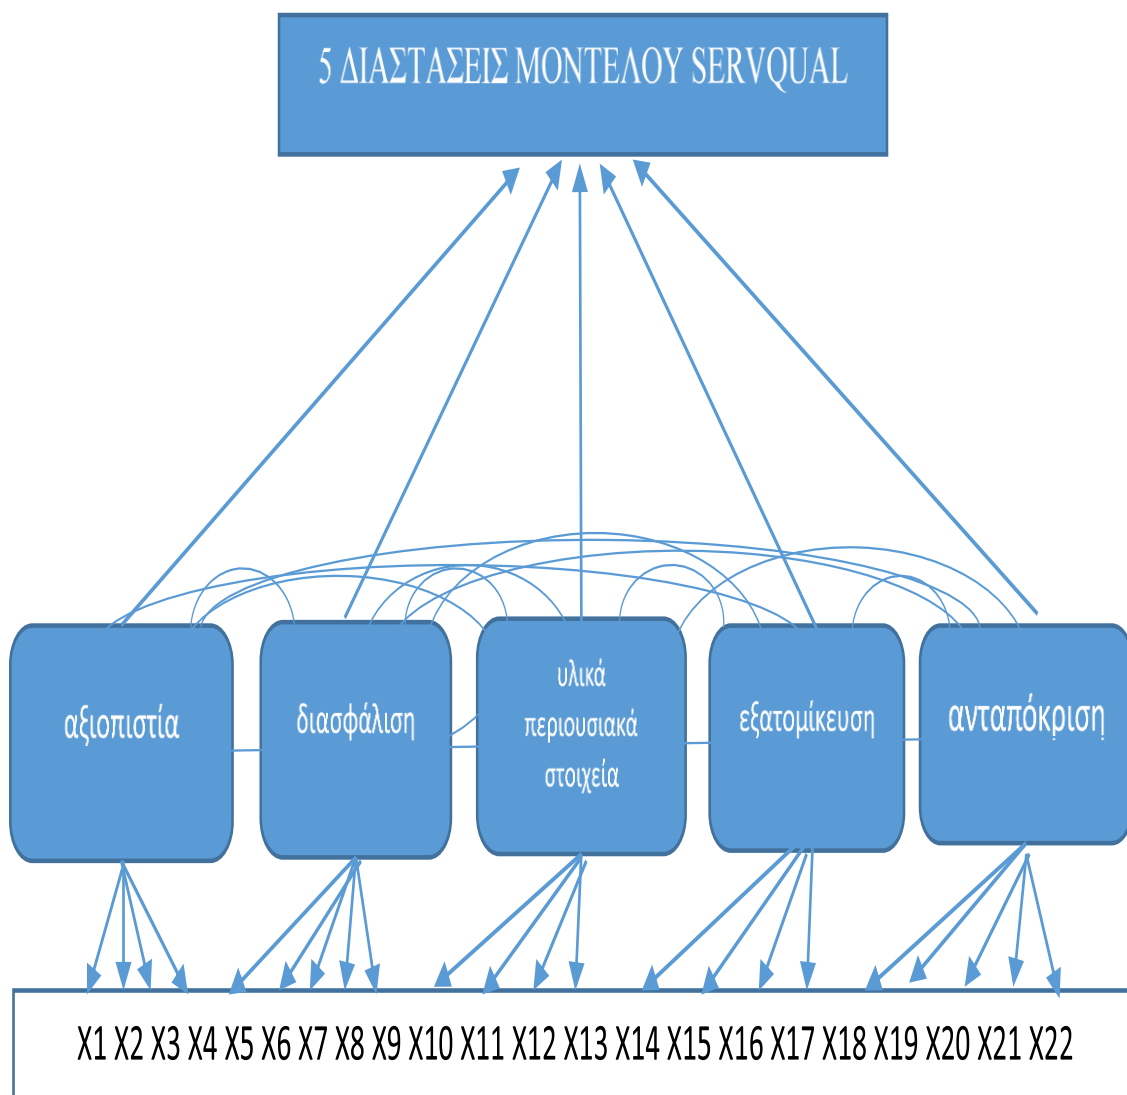 5 ΔΙΑΣΤΑΣΕΙΣ ΜΟΝΤΕΛΟΥ SERVQUAL
αξιοπιστία
διασφάλιση
υλικά
περιουσιακά
στοιχεία
εξατομίκευση
ανταπόκριση
X1 X2 X3 X4 X5 X6 X7 X8 X9 X10 X11 X12 X13 X14 X15 X16 X17 X18 X19 X20 X21 X22